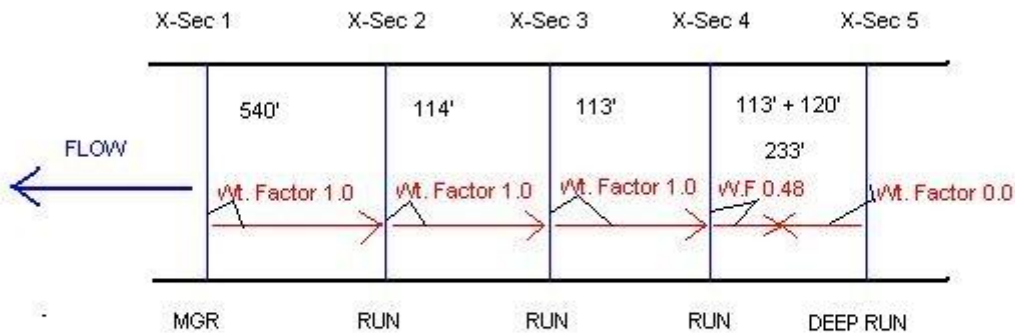 X-Sec 1 X-Sec 2 X-Sec 3 X-Sec 4 X-Sec 5
540' 114' 113' 113' + 120'
FLOW 233'
Wt. Factor 1.0 Wt. Factor 1.0 Wt. Factor 1.0 W.F 0.48 Wt. Factor 0.0
MGR RUN RUN RUN DEEP RUN